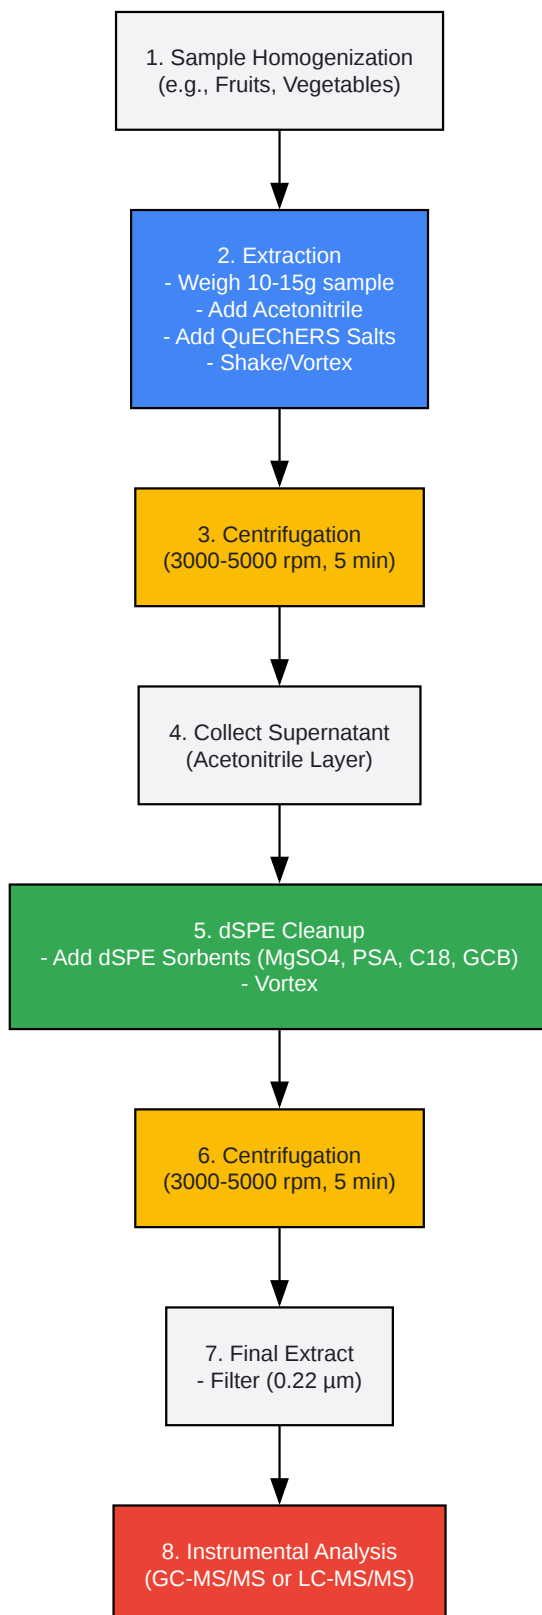 1. Sample Homogenization
(e.g., Fruits, Vegetables)
2. Extraction
- Weigh 10-15g sample
- Add Acetonitrile
- Add QuEChERS Salts
- Shake/Vortex
3. Centrifugation
(3000-5000 rpm, 5 min)
4. Collect Supernatant
(Acetonitrile Layer)
5. dSPE Cleanup
- Add dSPE Sorbents (MgSO4, PSA, C18, GCB)
- Vortex
6. Centrifugation
(3000-5000 rpm, 5 min)
7. Final Extract
- Filter (0.22 µm)
8. Instrumental Analysis
(GC-MS/MS or LC-MS/MS)